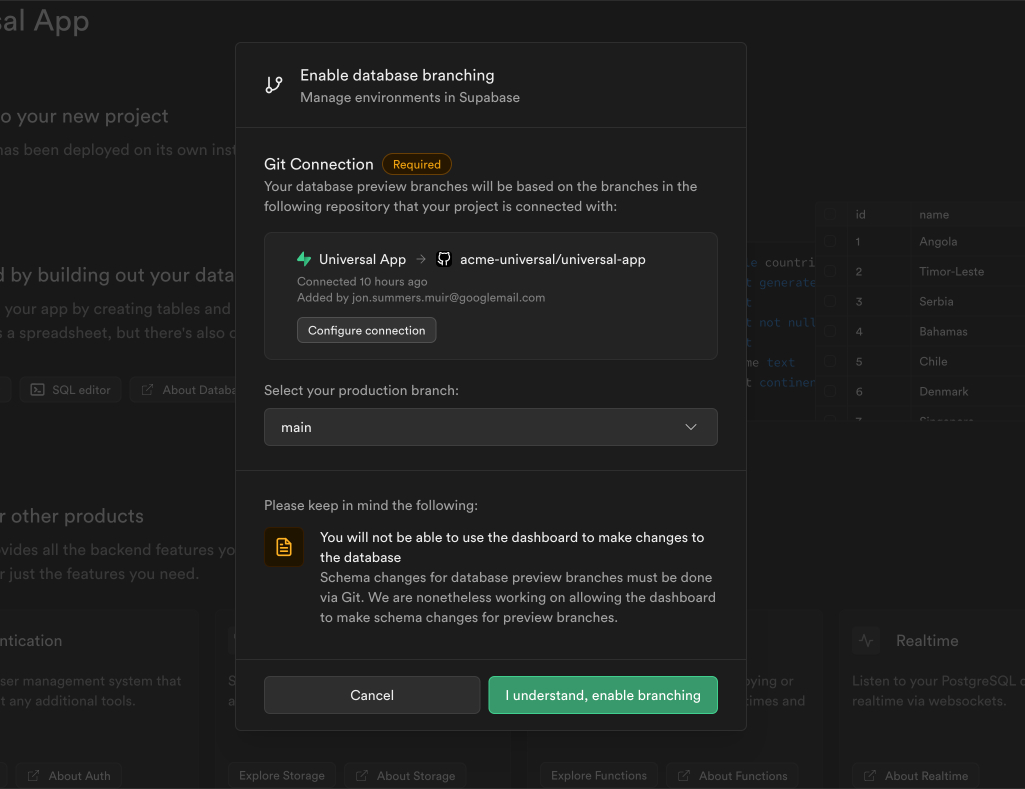 sal App
Enable database branching
Manage environments in Supabase
o your new project
has been deployed on its own inst
Git Connection Required
Your database preview branches will be based on the branches in the
following repository that your project is connected with:
Universal App → acme-universal/universal-app
Connected 10 hours ago
Added by jon.summers.muir@googlemail.com
Configure connection
id name
1 Angola
2 Timor-Leste
3 Serbia
4 Bahamas
5 Chile
6 Denmark
le countri
t generate
t not null
me text
t continen
d by building out your data
your app by creating tables and
s a spreadsheet, but there's also
SQL editor
About Databa
Select your production branch:
main
Please keep in mind the following:
You will not be able to use the dashboard to make changes to
the database
Schema changes for database preview branches must be done
via Git. We are nonetheless working on allowing the dashboard
to make schema changes for preview branches.
r other products
vides all the backend features yo
r just the features you need.
Cancel
I understand, enable branching
ntication
ser management system that
t any additional tools.
ying or
times and
Realtime
Listen to your PostgreSQL
realtime via websockets.
About Auth
Explore Storage
About Storage
Explore Functions
About Functions
About Realtime